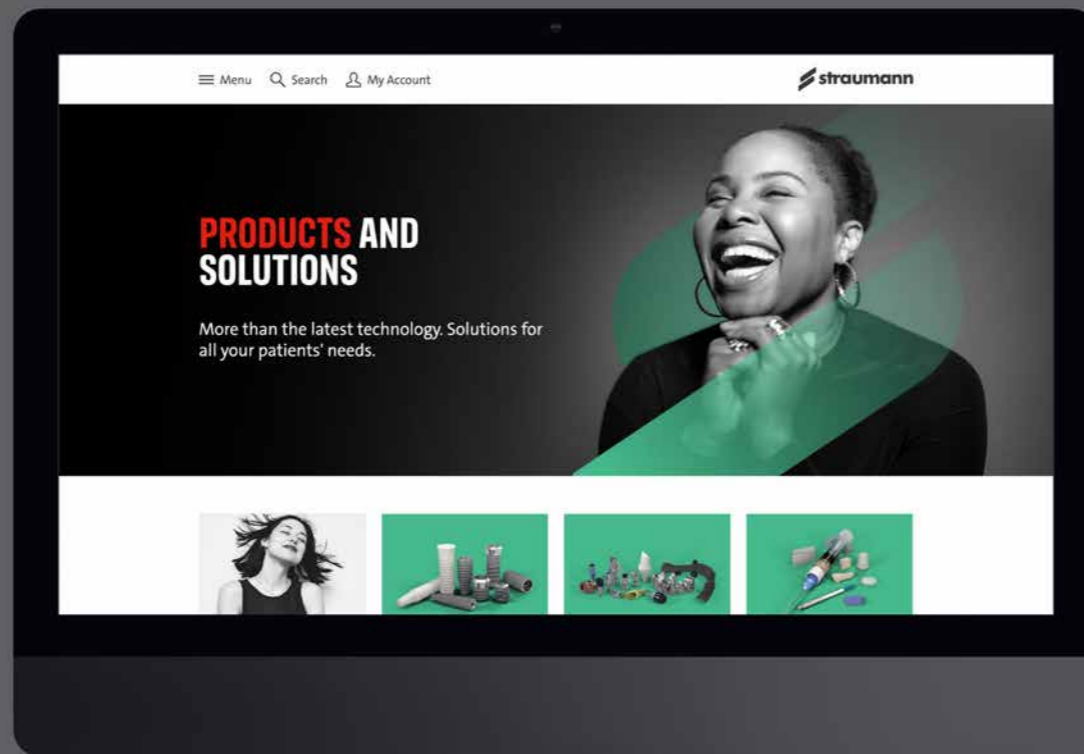 Menu Search My Account
straumann
PRODUCTS AND
SOLUTIONS
More than the latest technology. Solutions for
all your patients' needs.